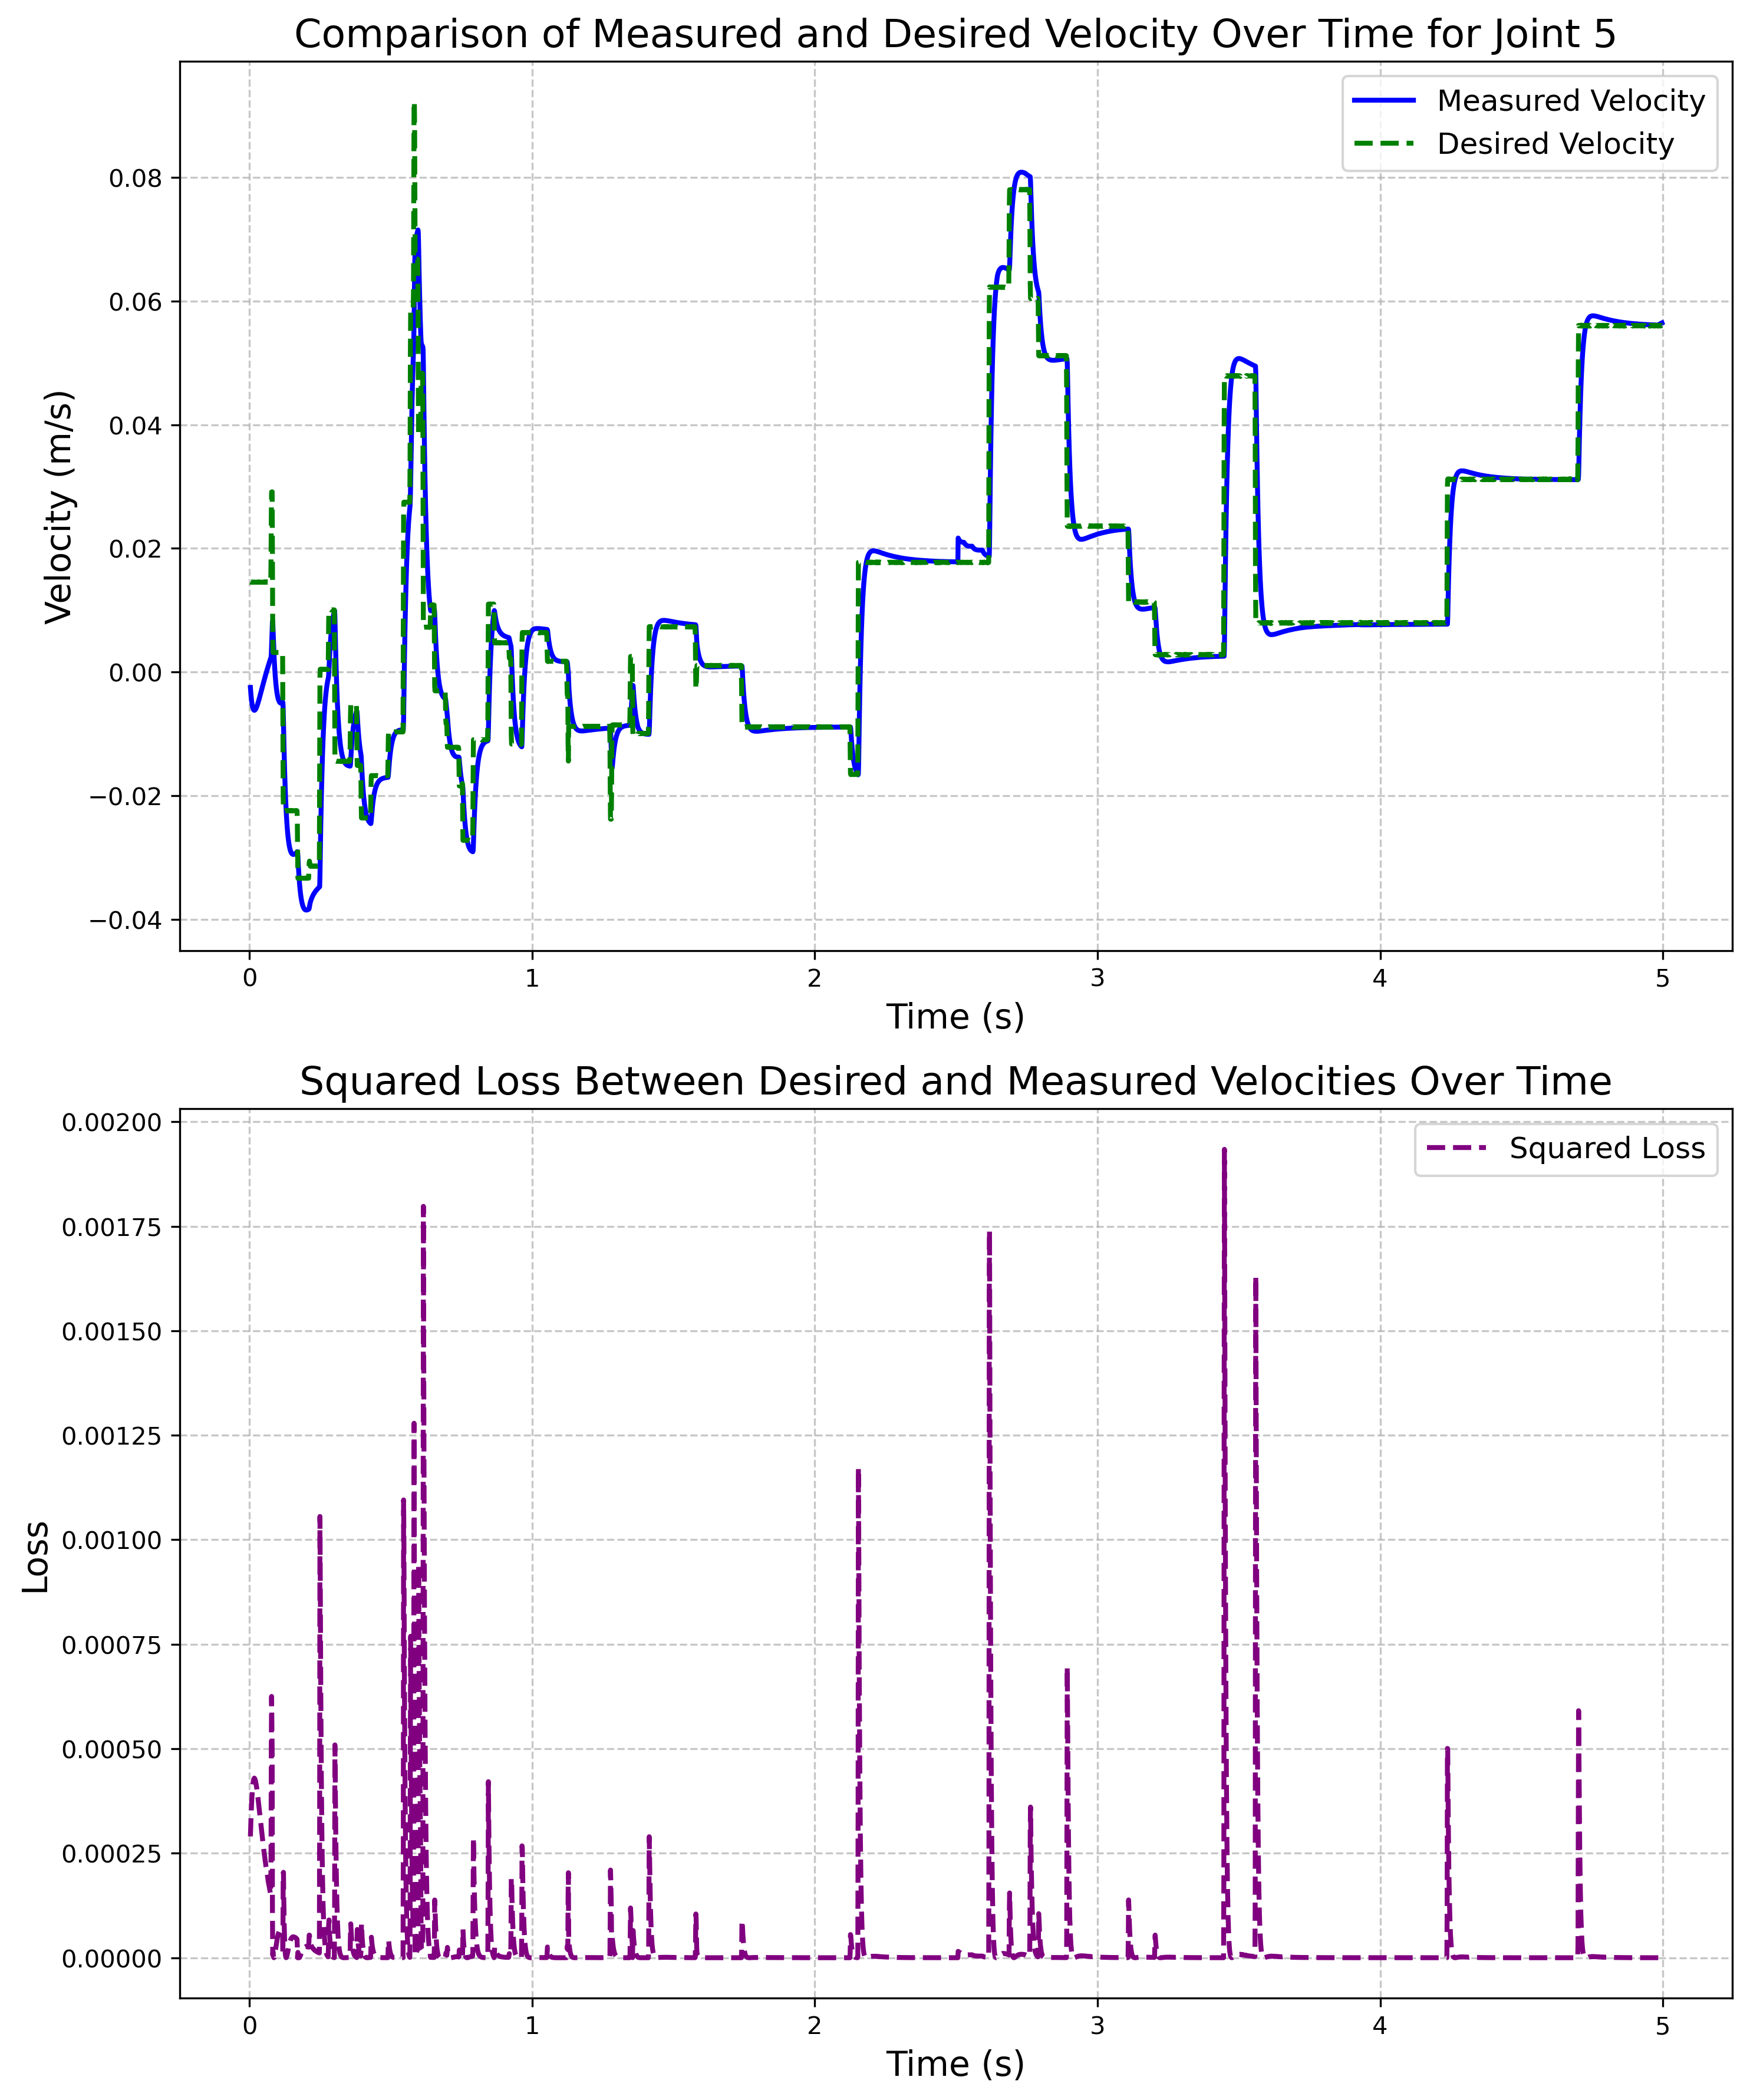 Comparison of Measured and Desired Velocity Over Time for Joint 5
Measured Velocity
Desired Velocity
Velocity (m/s)
0.08
0.06
0.04
0.02
0.00
−0.02
−0.04
0 1 2 3 4 5
Time (s)
Squared Loss Between Desired and Measured Velocities Over Time
Squared Loss
Loss
0.00200
0.00175
0.00150
0.00125
0.00100
0.00075
0.00050
0.00025
0.00000
0 1 2 3 4 5
Time (s)